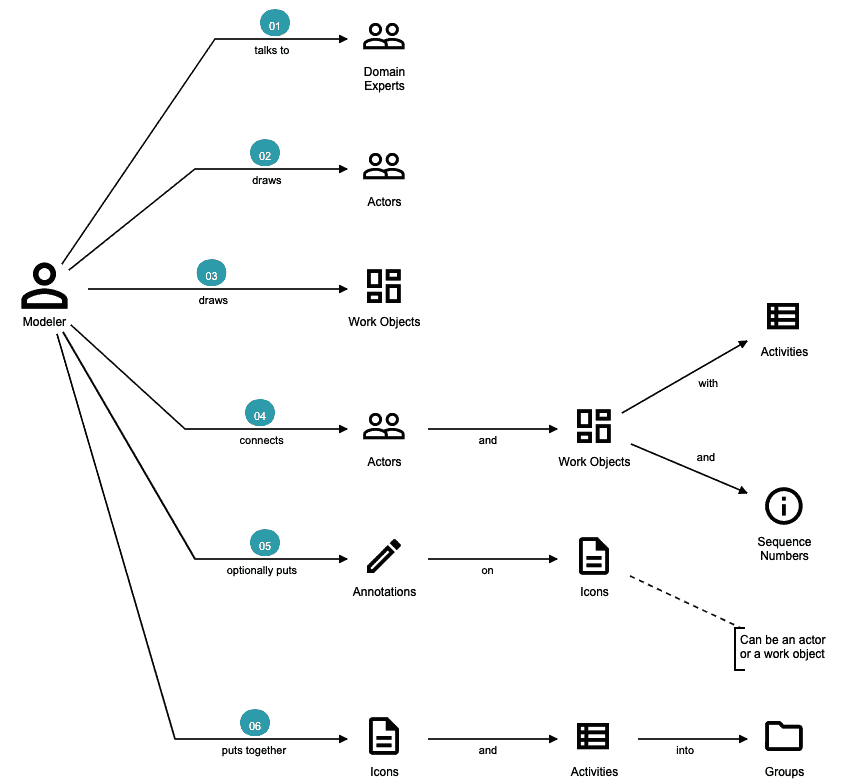 01
talks to
Domain
Experts
02
draws
Actors
03
draws
Work Objects
Modeler
Activities
with
04
connects
Actors
and
Work Objects
and
Sequence
Numbers
05
optionally puts
Annotations
on
Icons
Can be an actor
or a work object
06
puts together
Icons
and
Activities
into
Groups